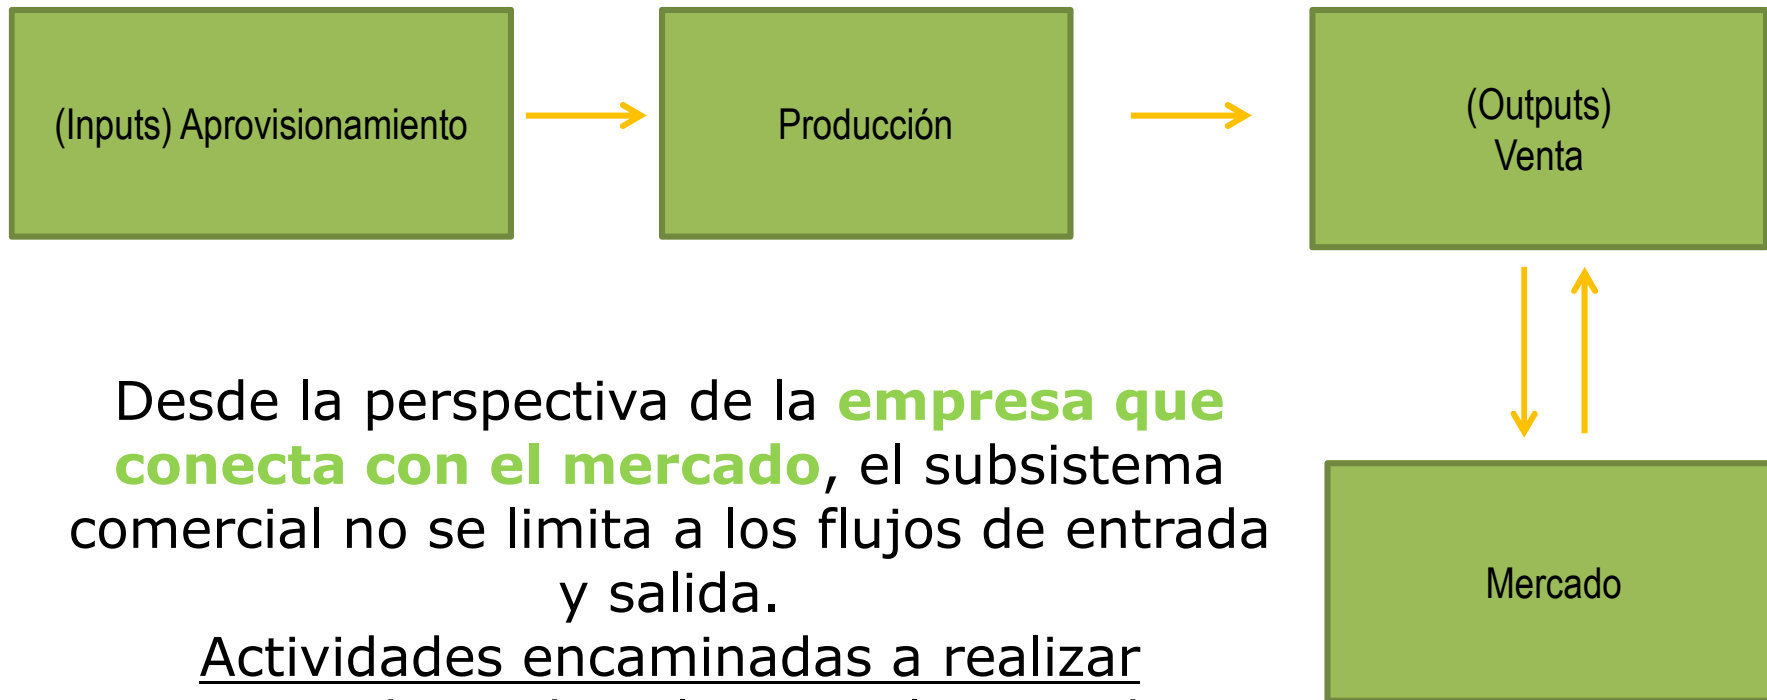 (Inputs) Aprovisionamiento
Producción
(Outputs)
Venta
Desde la perspectiva de la empresa que
conecta con el mercado, el subsistema
comercial no se limita a los flujos de entrada
y salida.
Actividades encaminadas a realizar
Mercado